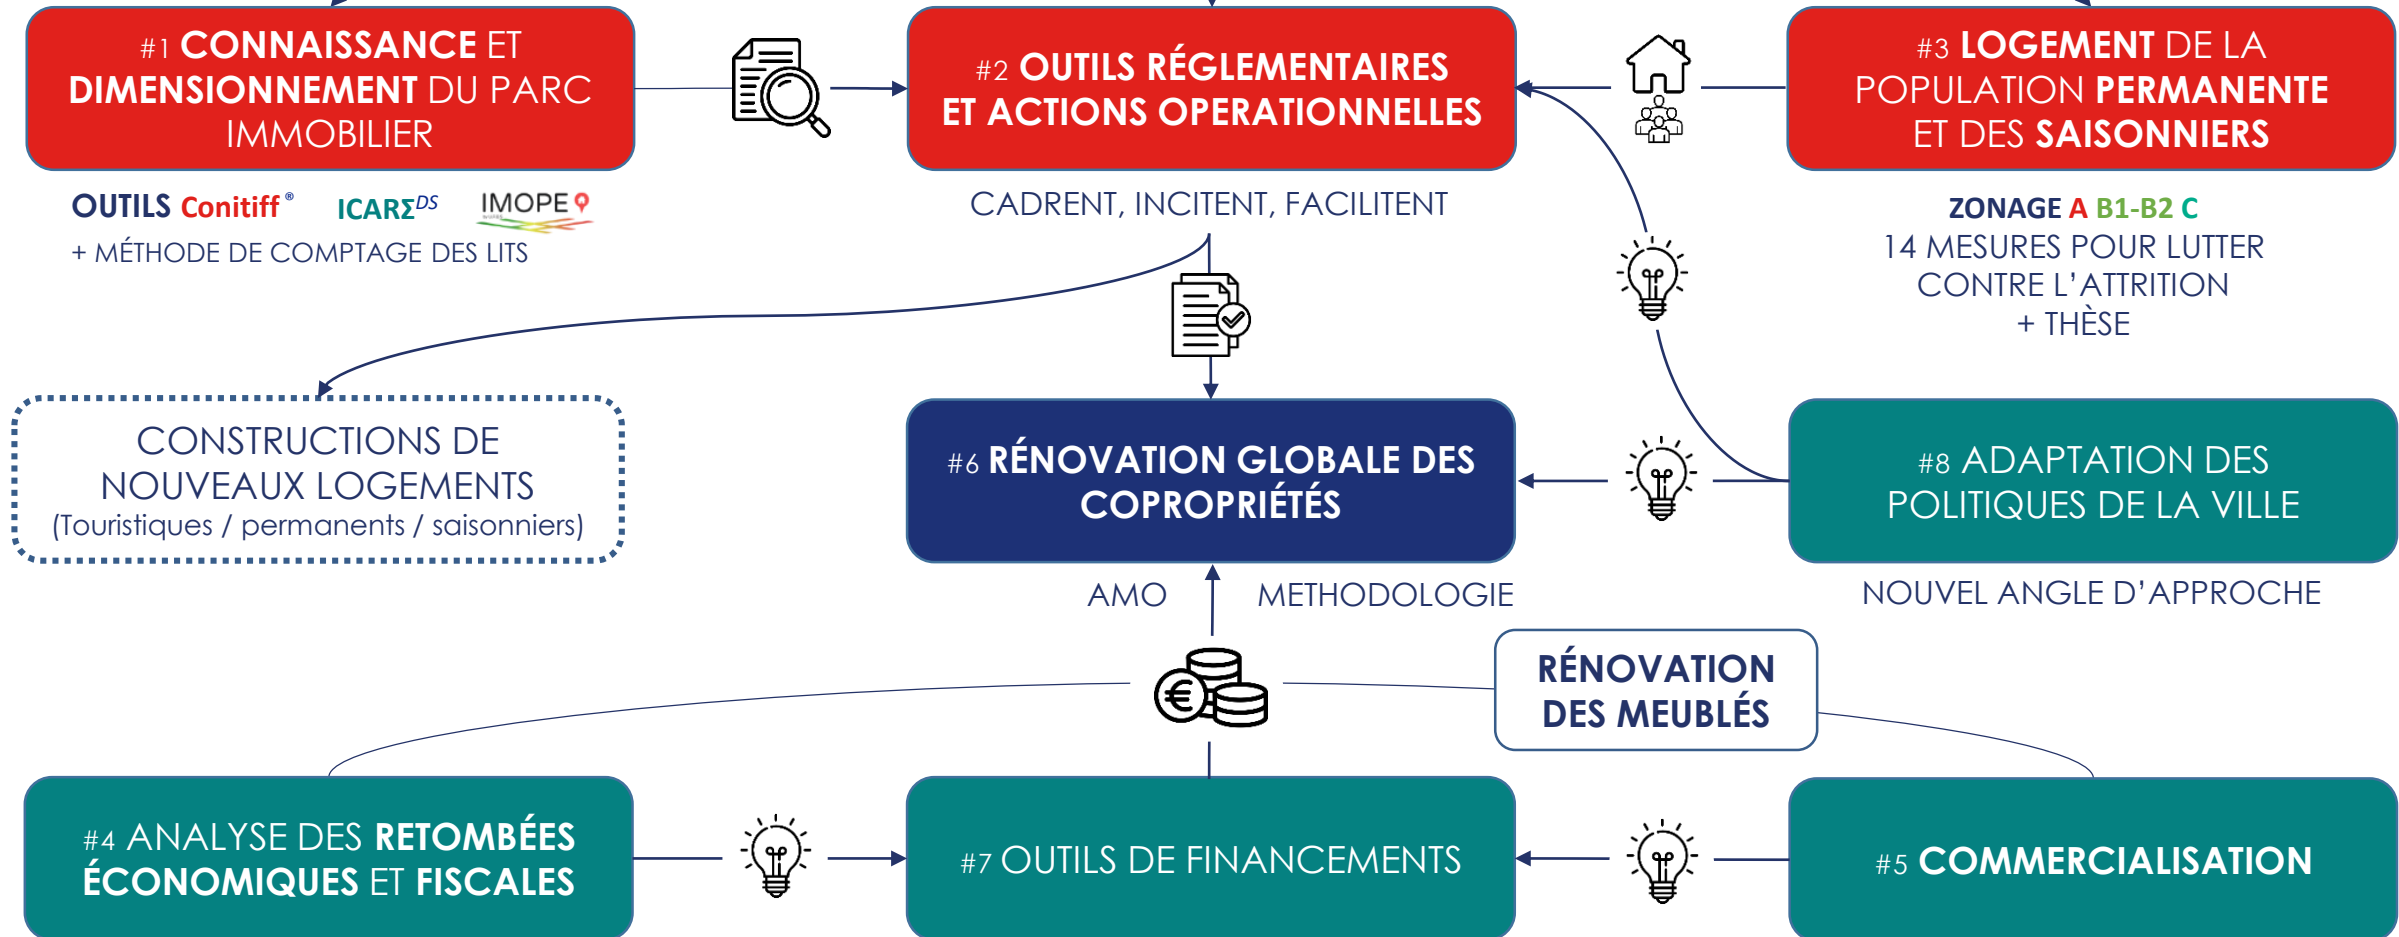 #1 CONNAISSANCE ET
DIMENSIONNEMENT DU PARC
IMMOBILIER
#2 OUTILS RÉGLEMENTAIRES
ET ACTIONS OPERATIONNELLES
#3 LOGEMENT DE LA
POPULATION PERMANENTE
ET DES SAISONNIERS
OUTILS Conitiff® ICARΣDS IMOPE
+ MÉTHODE DE COMPTAGE DES LITS
CADRENT, INCITENT, FACILITENT
ZONAGE A B1-B2 C
14 MESURES POUR LUTTER
CONTRE L’ATTRITION
+ THÈSE
CONSTRUCTIONS DE
NOUVEAUX LOGEMENTS
(Touristiques / permanents / saisonniers)
#6 RÉNOVATION GLOBALE DES
COPROPRIÉTÉS
#8 ADAPTATION DES
POLITIQUES DE LA VILLE
AMO METHODOLOGIE
NOUVEL ANGLE D’APPROCHE
RÉNOVATION
DES MEUBLÉS
€
#4 ANALYSE DES RETOMBÉES
ÉCONOMIQUES ET FISCALES
#7 OUTILS DE FINANCEMENTS
#5 COMMERCIALISATION